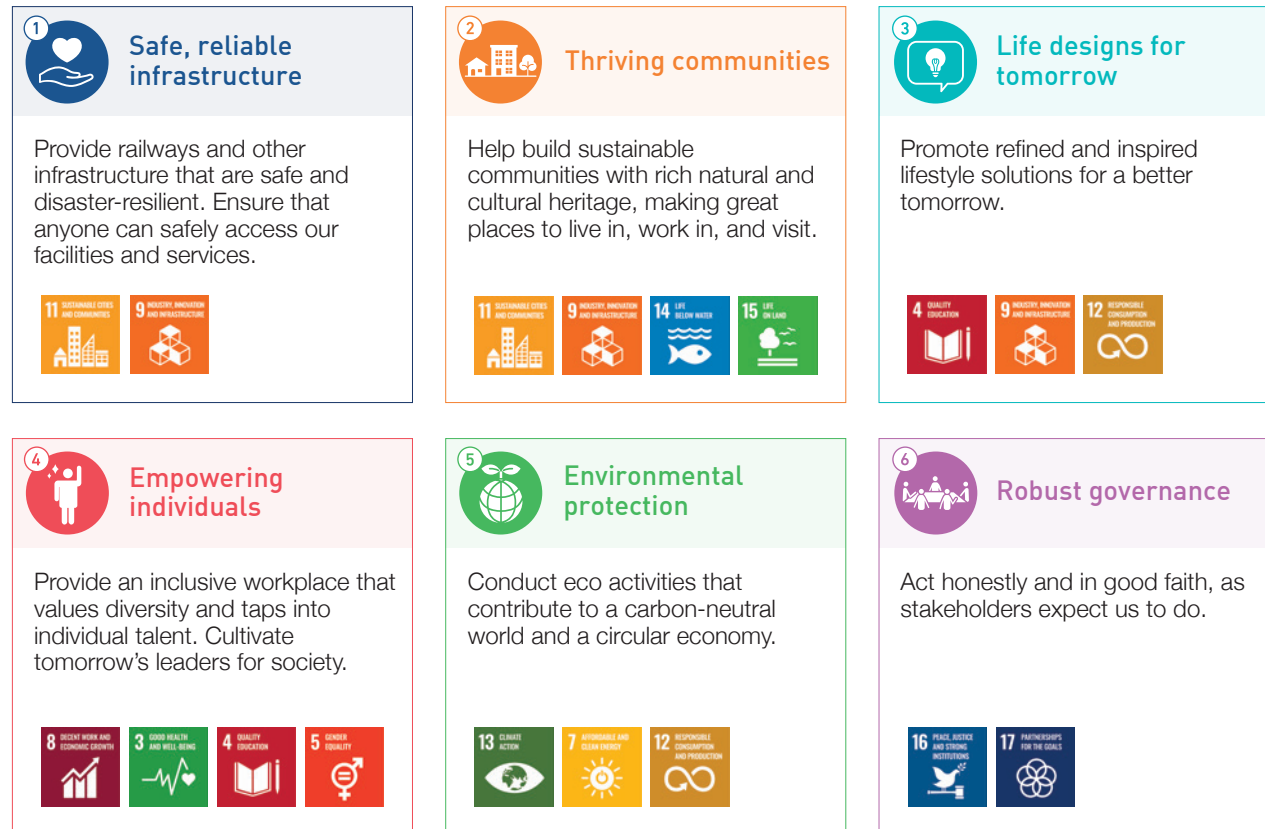 1
Safe, reliable
infrastructure
Provide railways and other
infrastructure that are safe and
disaster-resilient. Ensure that
anyone can safely access our
facilities and services.
11 SUSTAINABLE CITIES
AND COMMUNITIES
9 INDUSTRY, INNOVATION
AND INFRASTRUCTURE
2
Thriving communities
Help build sustainable
communities with rich natural and
cultural heritage, making great
places to live in, work in, and visit.
11 SUSTAINABLE CITIES
AND COMMUNITIES
9 INDUSTRY, INNOVATION
AND INFRASTRUCTURE
14 LIFE
BELOW WATER
15 LIFE
ON LAND
3
Life designs for
tomorrow
Promote refined and inspired
lifestyle solutions for a better
tomorrow.
4 QUALITY
EDUCATION
9 INDUSTRY, INNOVATION
AND INFRASTRUCTURE
12 RESPONSIBLE
CONSUMPTION
AND PRODUCTION
4
Empowering
individuals
Provide an inclusive workplace that
values diversity and taps into
individual talent. Cultivate
tomorrow’s leaders for society.
8 DECENT WORK AND
ECONOMIC GROWTH
3 GOOD HEALTH
AND WELL-BEING
4 QUALITY
EDUCATION
5 GENDER
EQUALITY
5
Environmental
protection
Conduct eco activities that
contribute to a carbon-neutral
world and a circular economy.
13 CLIMATE
ACTION
7 AFFORDABLE AND
CLEAN ENERGY
12 RESPONSIBLE
CONSUMPTION
AND PRODUCTION
6
Robust governance
Act honestly and in good faith, as
stakeholders expect us to do.
16 PEACE, JUSTICE
AND STRONG
INSTITUTIONS
17 PARTNERSHIPS
FOR THE GOALS